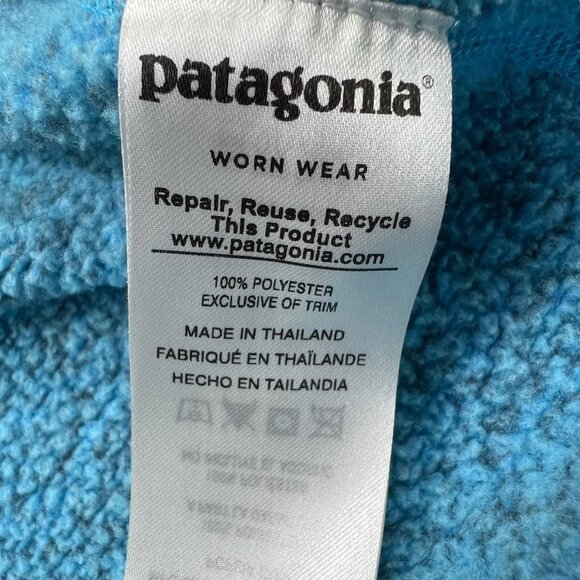 patagonia®
WORN WEAR
Repair, Reuse, Recycle
This Product
www.patagonia.com
100% POLYESTER
EXCLUSIVE OF TRIM
MADE IN THAILAND
FABRIQUÉ EN THAÏLANDE
HECHO EN TAILANDIA